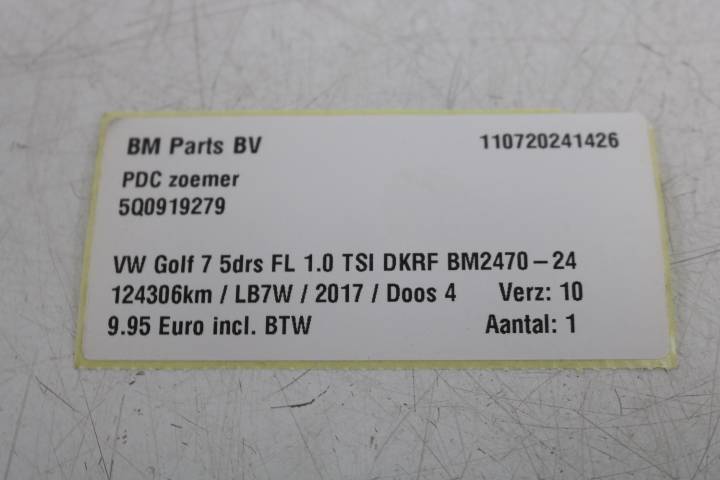 BM Parts BV 110720241426
PDC zoemer
5Q0919279
VW Golf 7 5drs FL 1.0 TSI DKRF BM2470-24
124306km / LB7W / 2017 / Doos 4 Verz: 10
9.95 Euro incl. BTW Aantal: 1